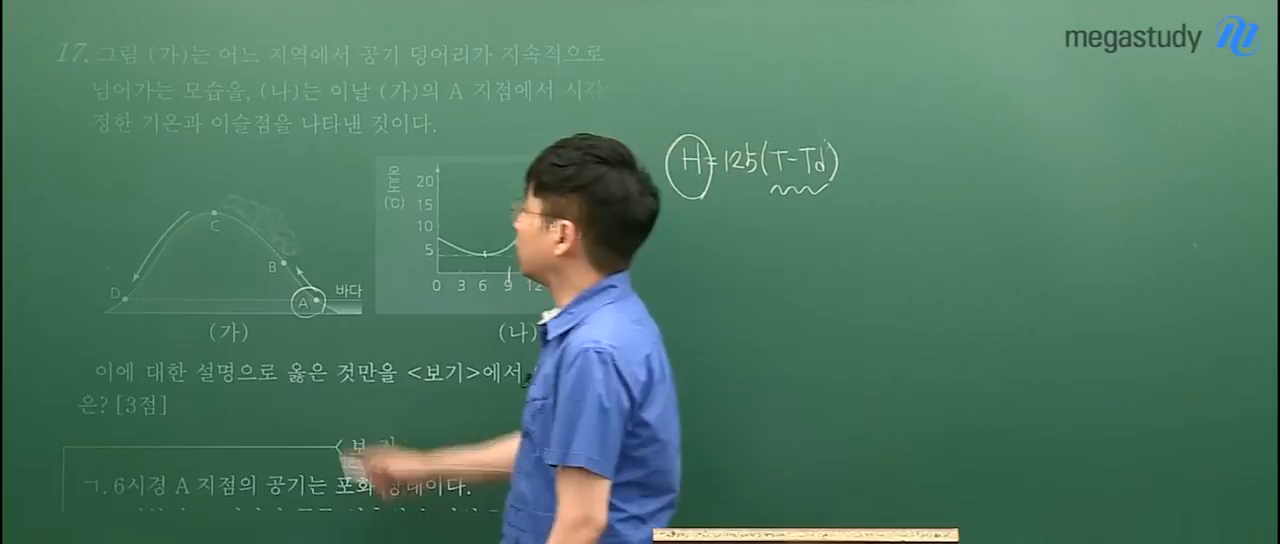 megastudy
17. 그림 (가)는 어느 지역에서 공기 덩어리가 지속적으로
넘어가는 모습을, (나)는 이날 (가)의 A 지점에서 시각
정한 기온과 이슬점을 나타낸 것이다.
H=125(T-Td)
온도(℃)
20
15
10
5
0 3 6 9 12
C
B
D
A
바다
(가)
(나)
이에 대한 설명으로 옳은 것만을 <보기>에서
은? [3점]
<보 기
ㄱ. 6시경 A 지점의 공기는 포화 상태이다.